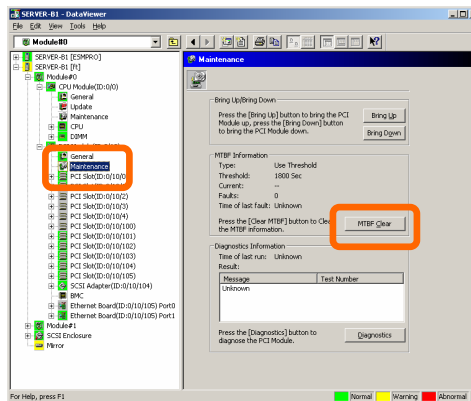 SERVER-B1 - DataViewer
File Edit View Tools Help
Module#0
SERVER-B1 [ESMPRO]
SERVER-B1 [ft]
Module#0
CPU Module(ID:0/0)
General
Update
Maintenance
CPU
DIMM
General
Maintenance
PCI Slot(ID:0/10/0)
PCI Slot(ID:0/10/2)
PCI Slot(ID:0/10/3)
PCI Slot(ID:0/10/4)
PCI Slot(ID:0/10/100)
PCI Slot(ID:0/10/101)
PCI Slot(ID:0/10/102)
PCI Slot(ID:0/10/103)
PCI Slot(ID:0/10/104)
PCI Slot(ID:0/10/105)
SCSI Adapter(ID:0/10/104)
BMC
Ethernet Board(ID:0/10/105) Port0
Ethernet Board(ID:0/10/105) Port1
Module#1
SCSI Enclosure
Mirror
Maintenance
Bring Up/Bring Down
Press the [Bring Up] button to bring the PCI
Module up, press the [Bring Down] button
to bring the PCI Module down.
Bring Up
Bring Down
MTBF Information
Type: Use Threshold
Threshold: 1800 Sec
Current: --
Faults: 0
Time of last fault: Unknown
Press the [Clear MTBF] button to Clear
the MTBF information.
MTBF Clear
Diagnostics Information
Time of last run: Unknown
Result:
Message Test Number
Unknown
Press the [Diagnostics] button to
diagnose the PCI Module.
Diagnostics
For Help, press F1
Normal Warning Abnormal